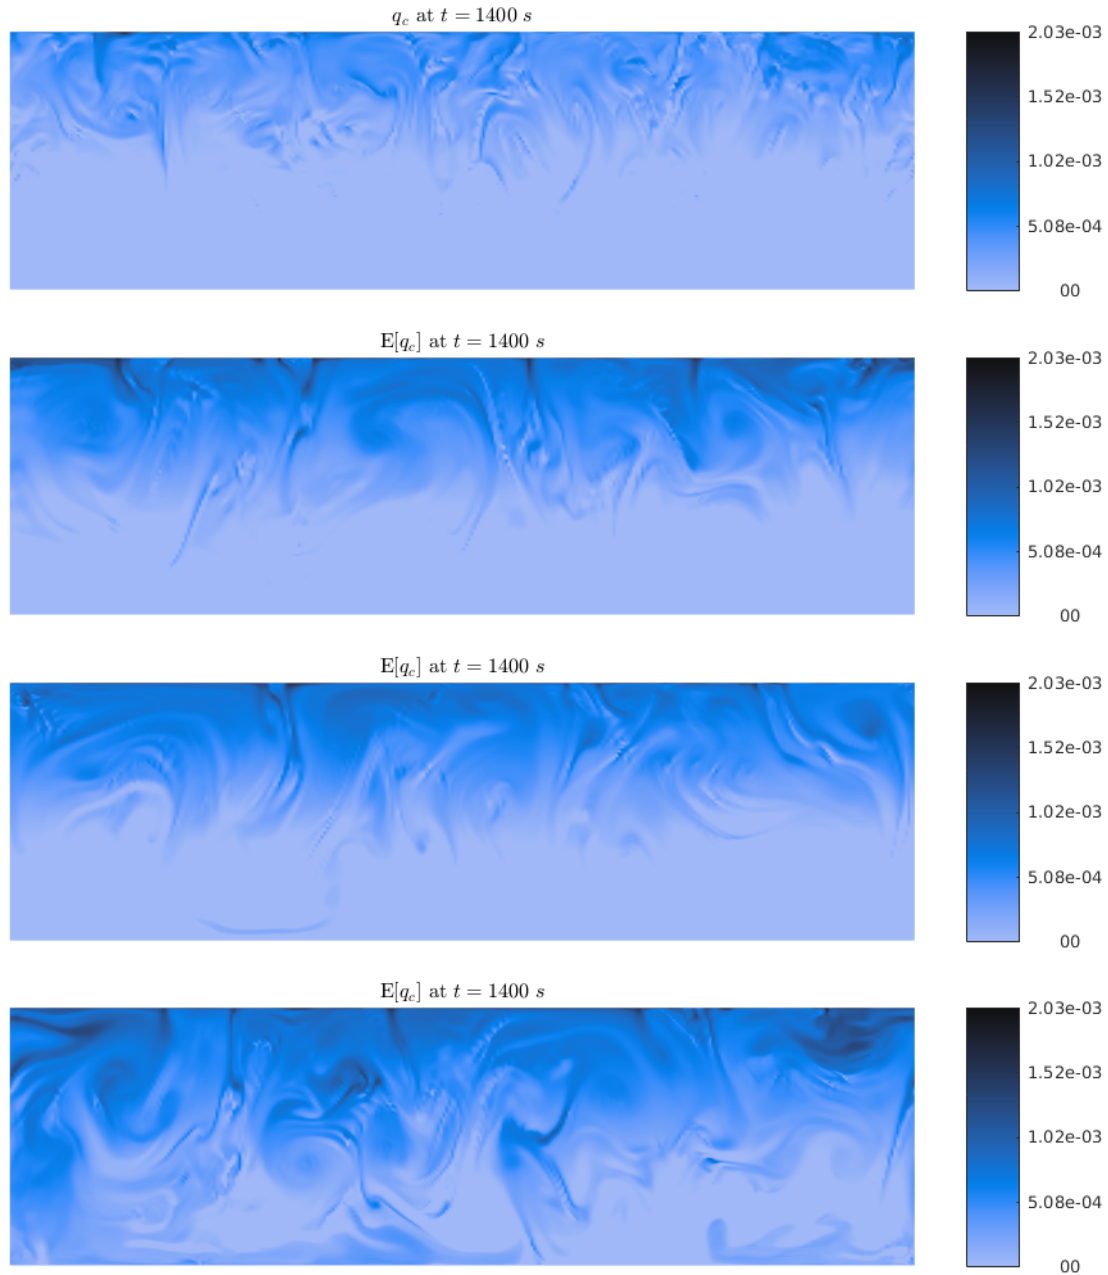 q_c at t = 1400 s
2.03e-03
1.52e-03
1.02e-03
5.08e-04
00
E[q_c] at t = 1400 s
2.03e-03
1.52e-03
1.02e-03
5.08e-04
00
E[q_c] at t = 1400 s
2.03e-03
1.52e-03
1.02e-03
5.08e-04
00
E[q_c] at t = 1400 s
2.03e-03
1.52e-03
1.02e-03
5.08e-04
00